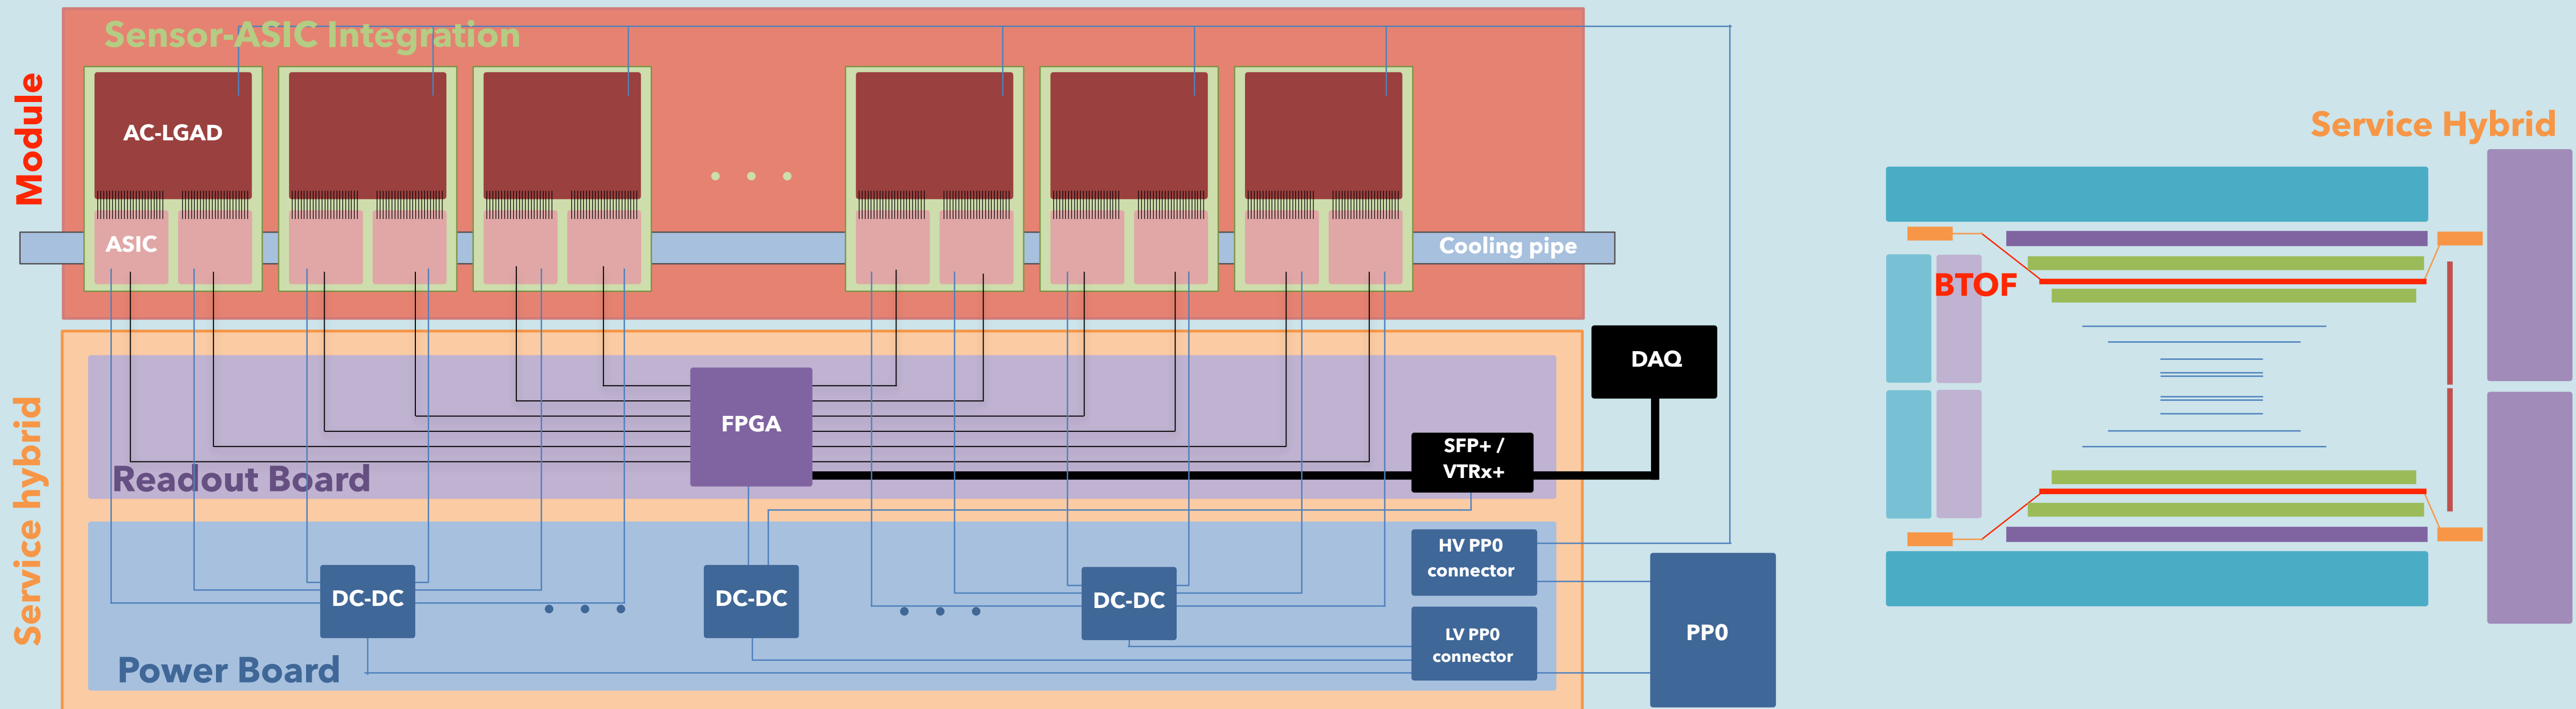 Sensor-ASIC Integration
Module
AC-LGAD
ASIC
Cooling pipe
Service hybrid
DAQ
FPGA
SFP+ /
VTRx+
Readout Board
HV PP0
connector
DC-DC
DC-DC
DC-DC
LV PP0
connector
PP0
Power Board
Service Hybrid
BTOF